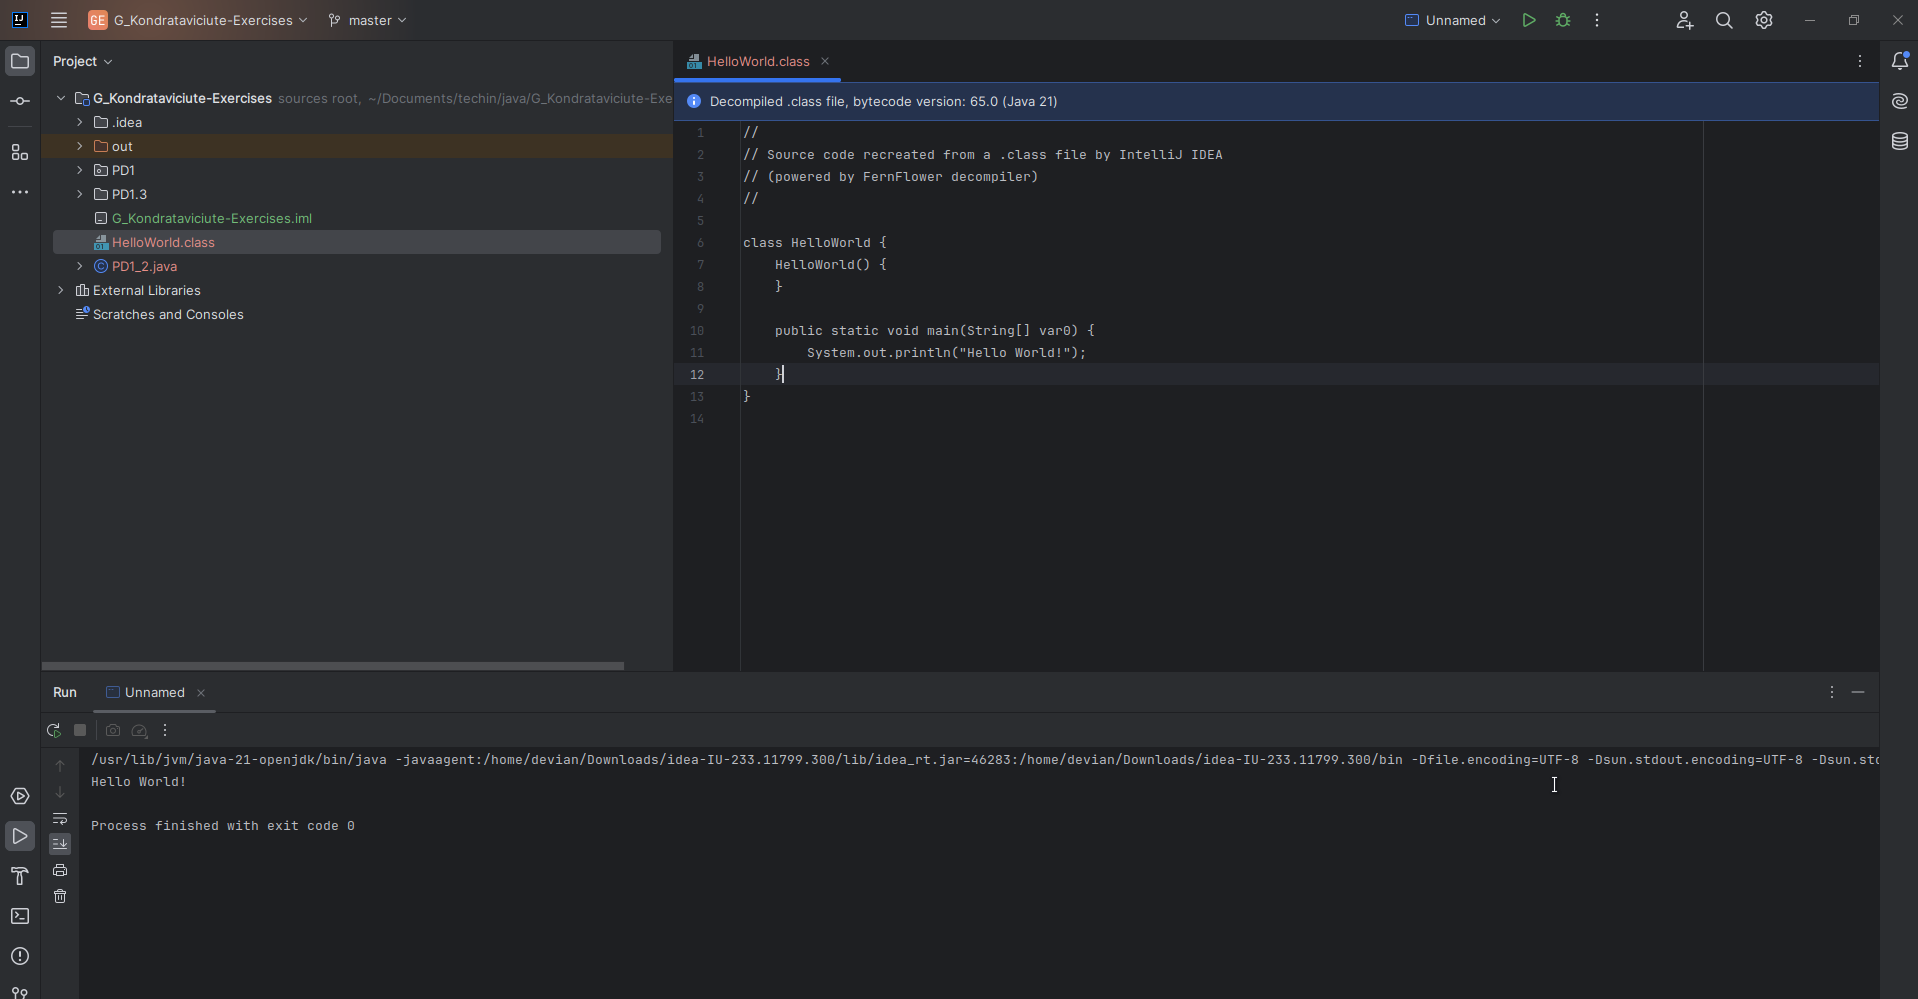 IJ
GE G_Kondrataviciute-Exercises master Unnamed
Project
HelloWorld.class
G_Kondrataviciute-Exercises sources root, ~/Documents/techin/java/G_Kondrataviciute-Exe
.idea
out
PD1
PD1.3
G_Kondrataviciute-Exercises.iml
HelloWorld.class
PD1_2.java
External Libraries
Scratches and Consoles
Decompiled .class file, bytecode version: 65.0 (Java 21)
1 //
2 // Source code recreated from a .class file by IntelliJ IDEA
3 // (powered by FernFlower decompiler)
4 //
5
6 class HelloWorld {
7 HelloWorld() {
8 }
9
10 public static void main(String[] var0) {
11 System.out.println("Hello World!");
12 }
13 }
14
Run Unnamed
/usr/lib/jvm/java-21-openjdk/bin/java -javaagent:/home/devian/Downloads/idea-IU-233.11799.300/lib/idea_rt.jar=46283:/home/devian/Downloads/idea-IU-233.11799.300/bin -Dfile.encoding=UTF-8 -Dsun.stdout.encoding=UTF-8 -Dsun.std
Hello World!
Process finished with exit code 0